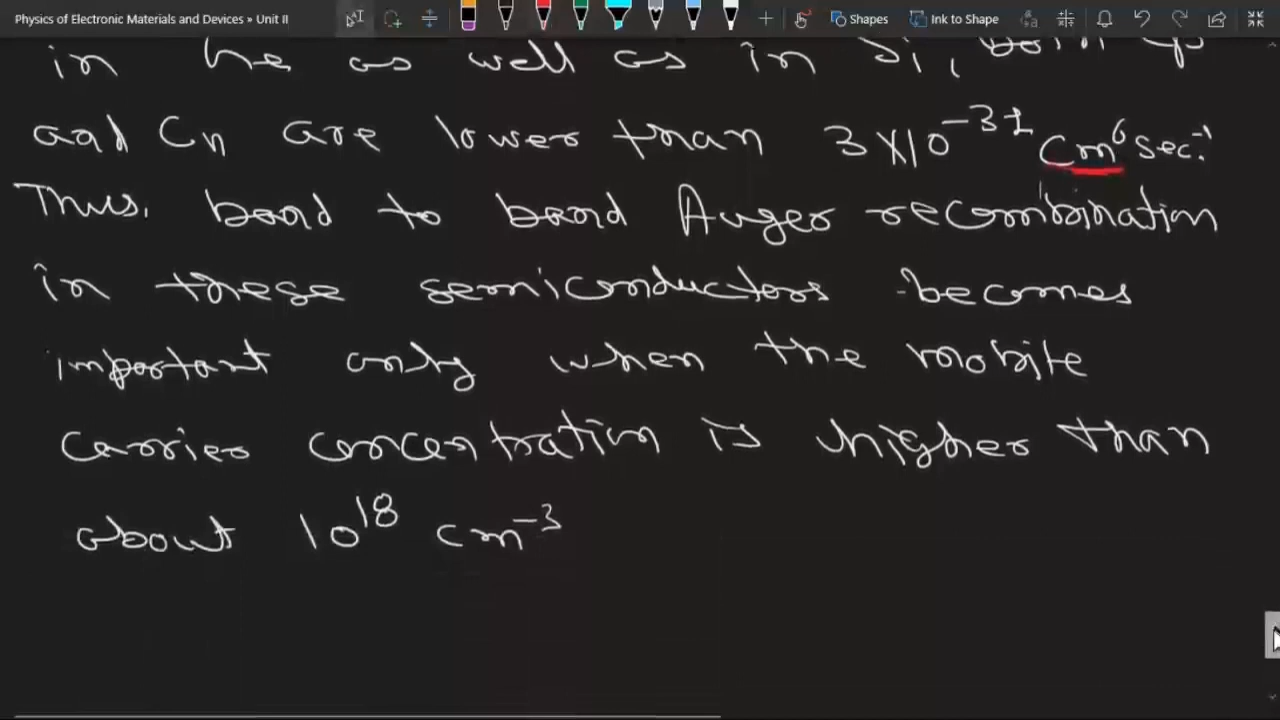 Physics of Electronic Materials and Devices » Unit II
Shapes
Ink to Shape
in Ge as well as in Si, both Cp
and Cn are lower than 3 × 10⁻³¹ cm⁶ sec⁻¹.
Thus, band to band Auger recombination
in these semiconductors becomes
important only when the mobile
carrier concentration is higher than
about 10¹⁸ cm⁻³